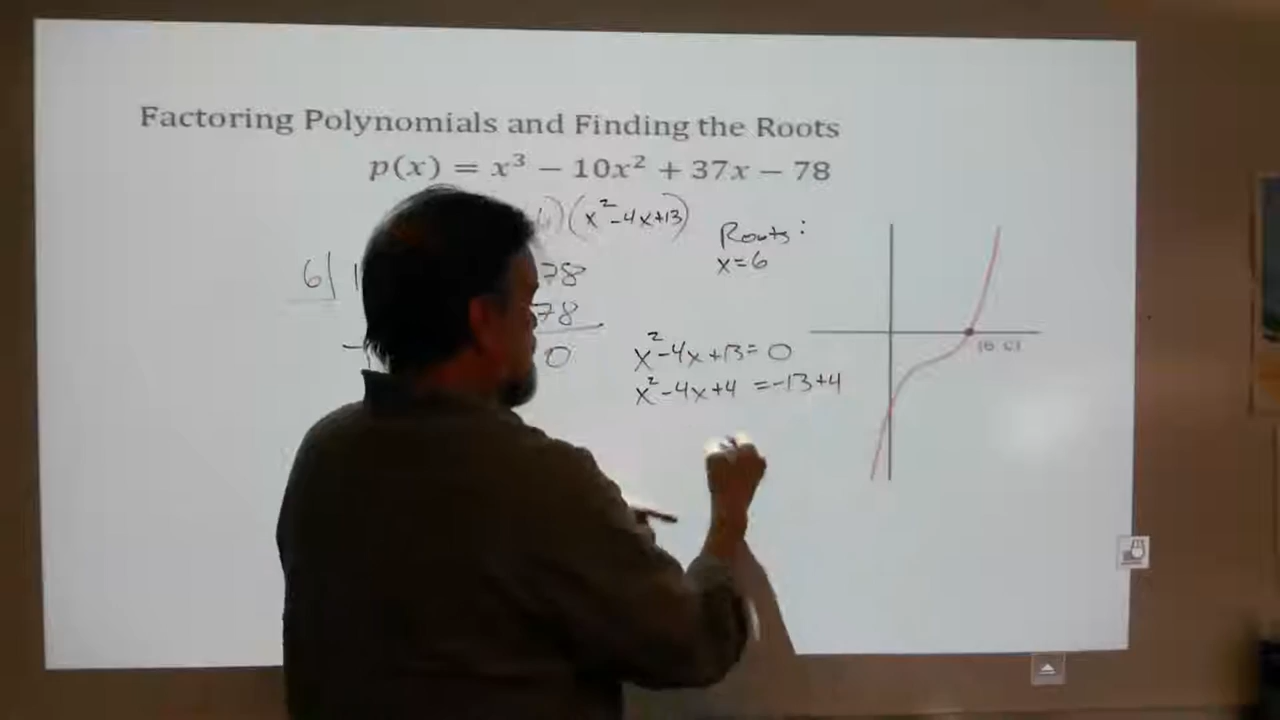 Factoring Polynomials and Finding the Roots
p(x) = x³ − 10x² + 37x − 78
)(x²-4x+13)
Roots:
x=6
6| 1 78
78
0
x²-4x+13=0
x²-4x+4 =-13+4